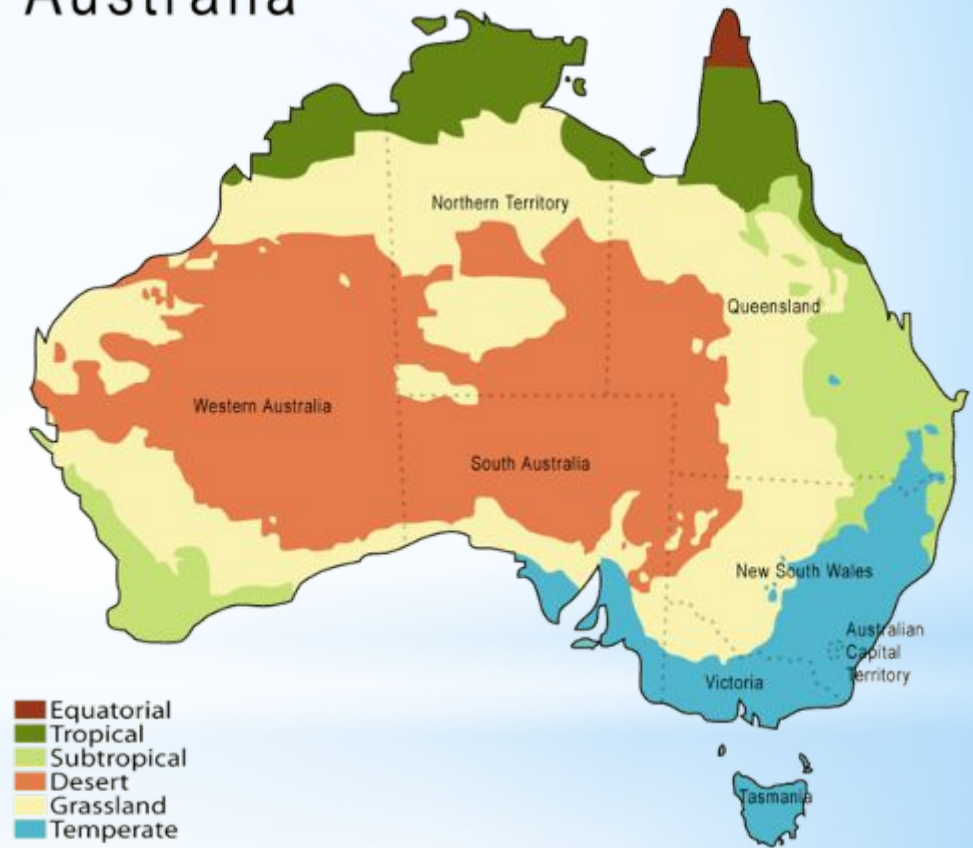 Australia
Northern Territory
Queensland
Western Australia
South Australia
New South Wales
Australian
Capital
Territory
Victoria
Tasmania
Equatorial
Tropical
Subtropical
Desert
Grassland
Temperate